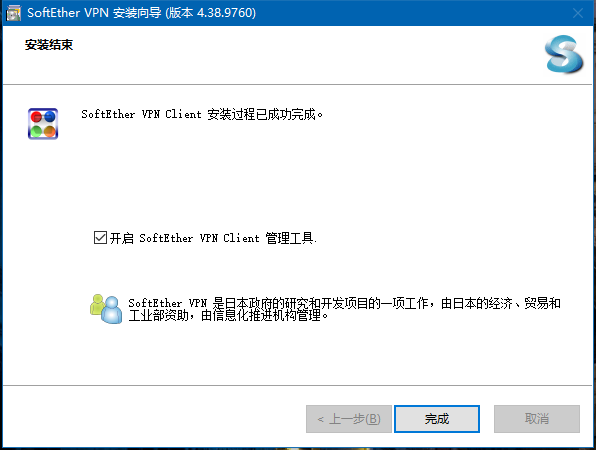 SoftEther VPN 安装向导 (版本 4.38.9760)
安装结束
SoftEther VPN Client 安装过程已成功完成。
开启 SoftEther VPN Client 管理工具.
SoftEther VPN 是日本政府的研究和开发项目的一项工作，由日本的经济、贸易和
工业部资助，由信息化推进机构管理。
< 上一步(B) 完成 取消